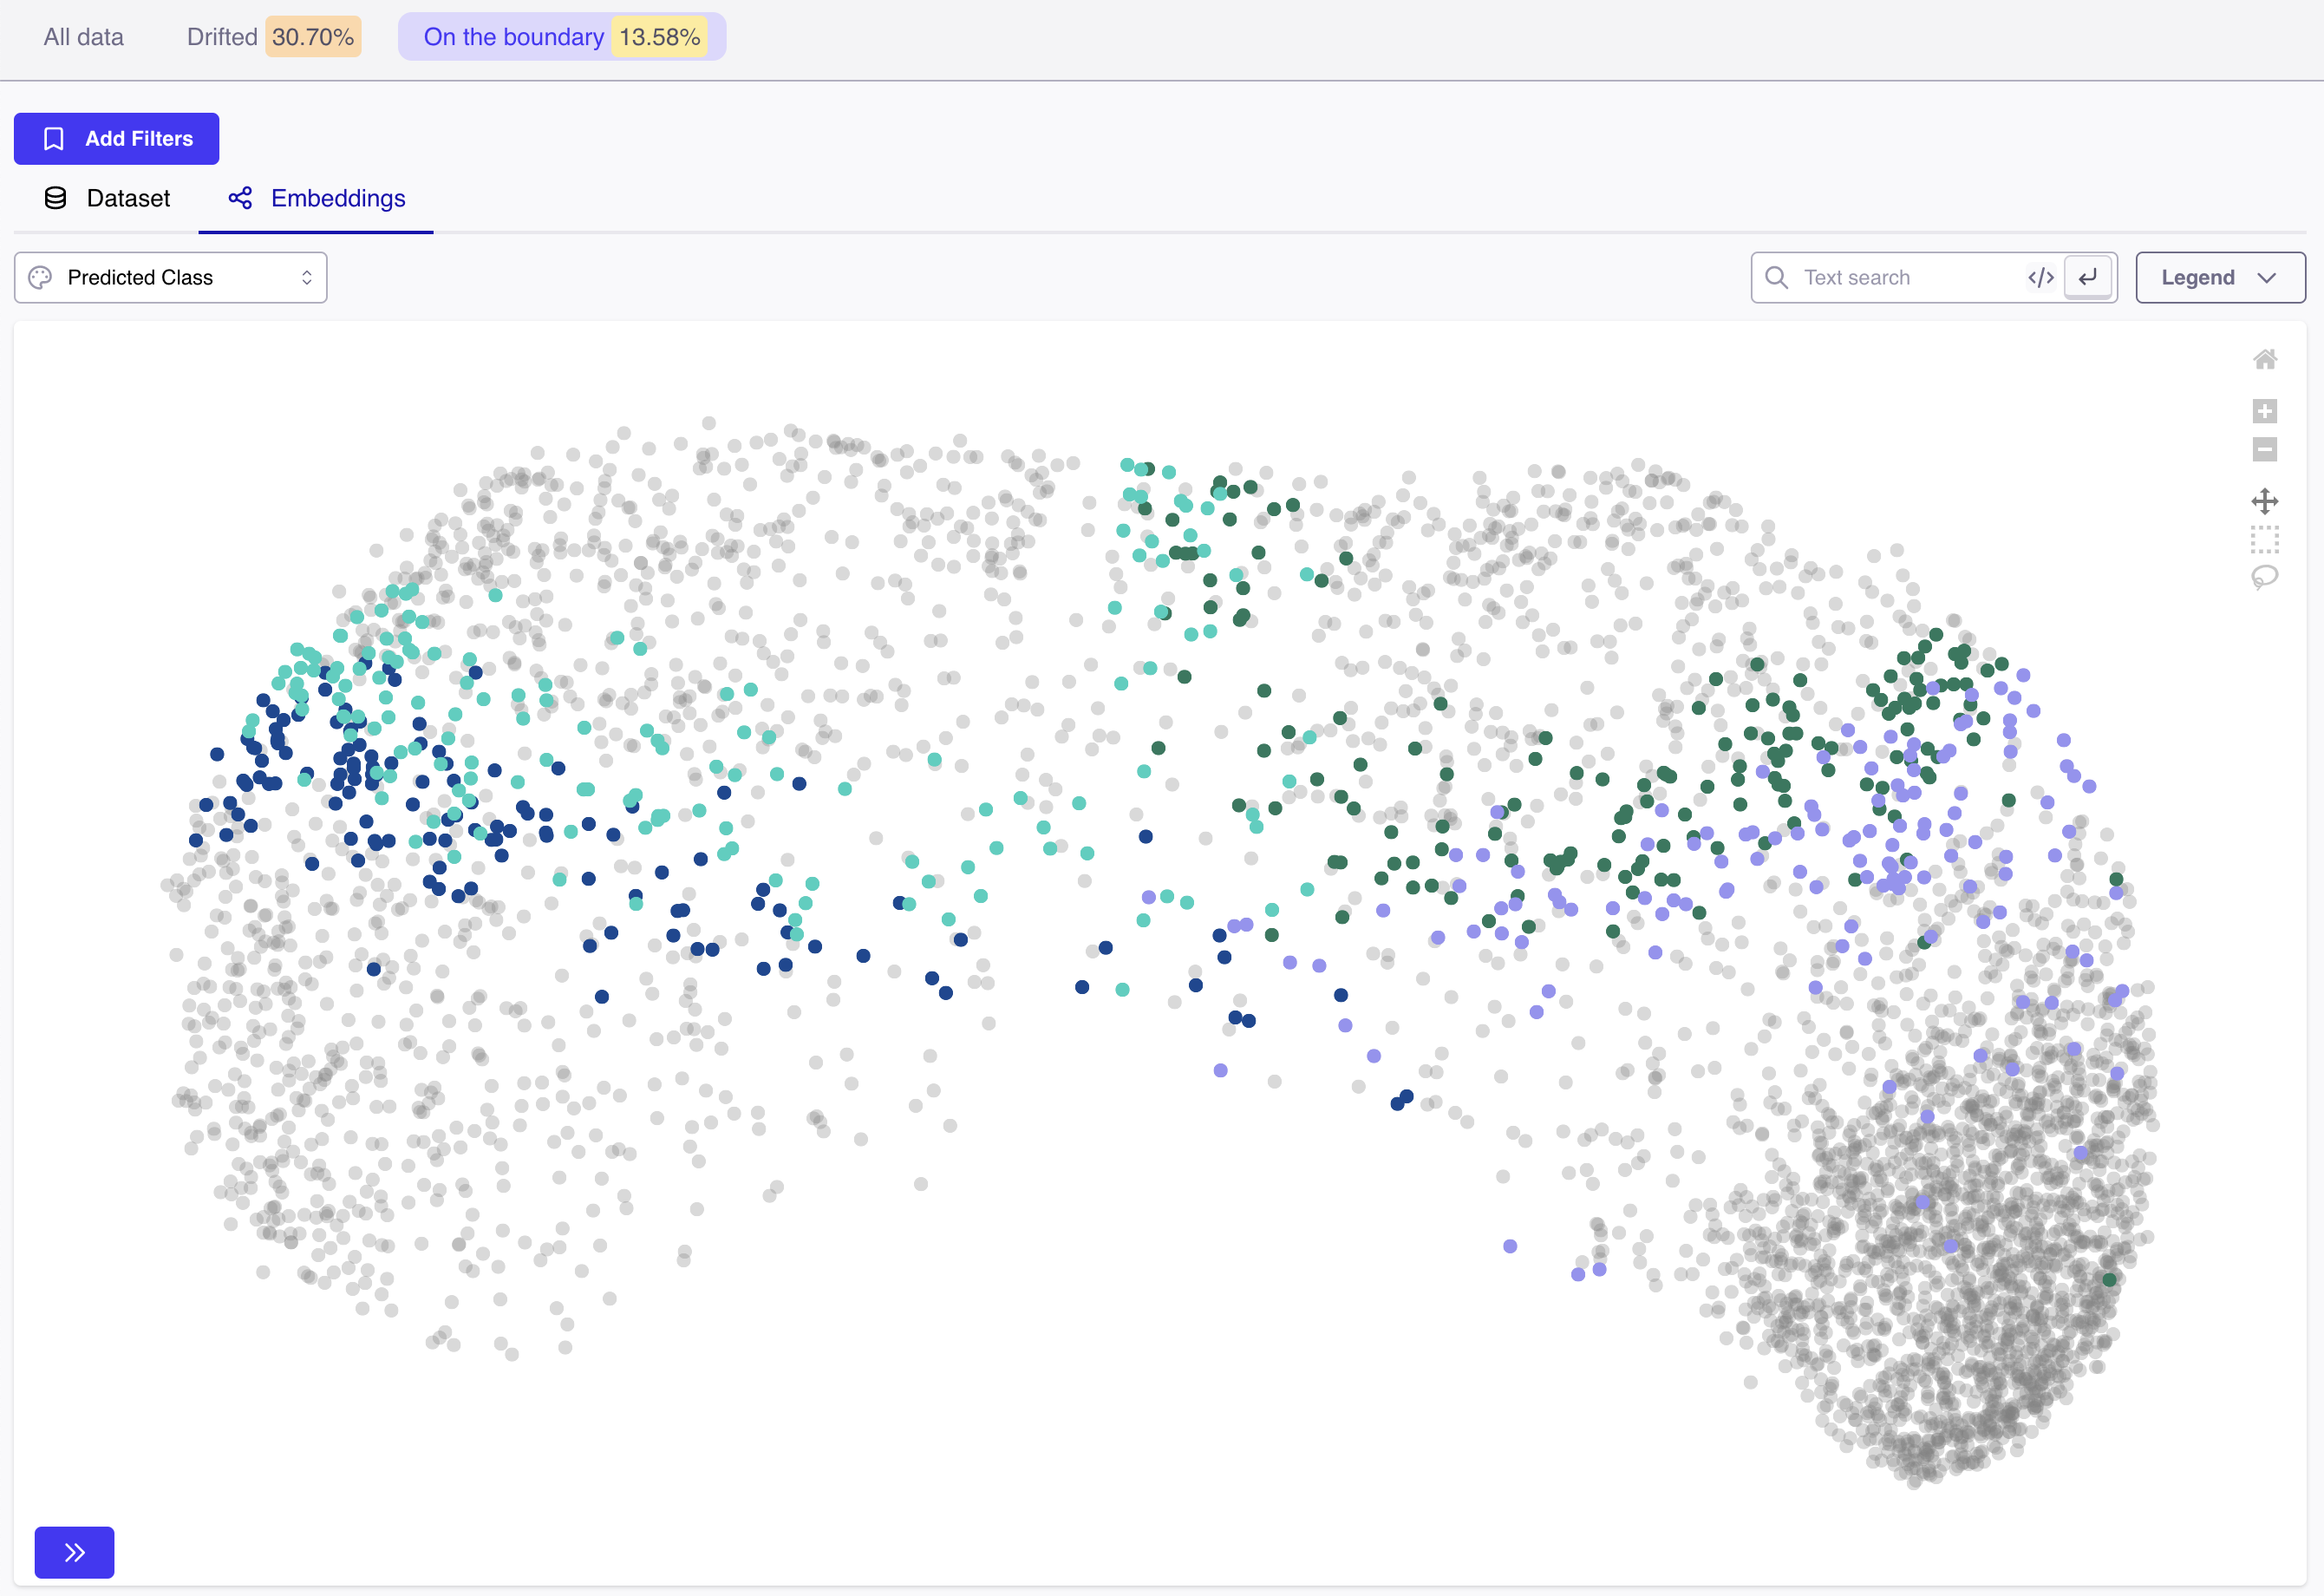 All data Drifted 30.70% On the boundary 13.58%
Add Filters
Dataset Embeddings
Predicted Class Text search </> Legend